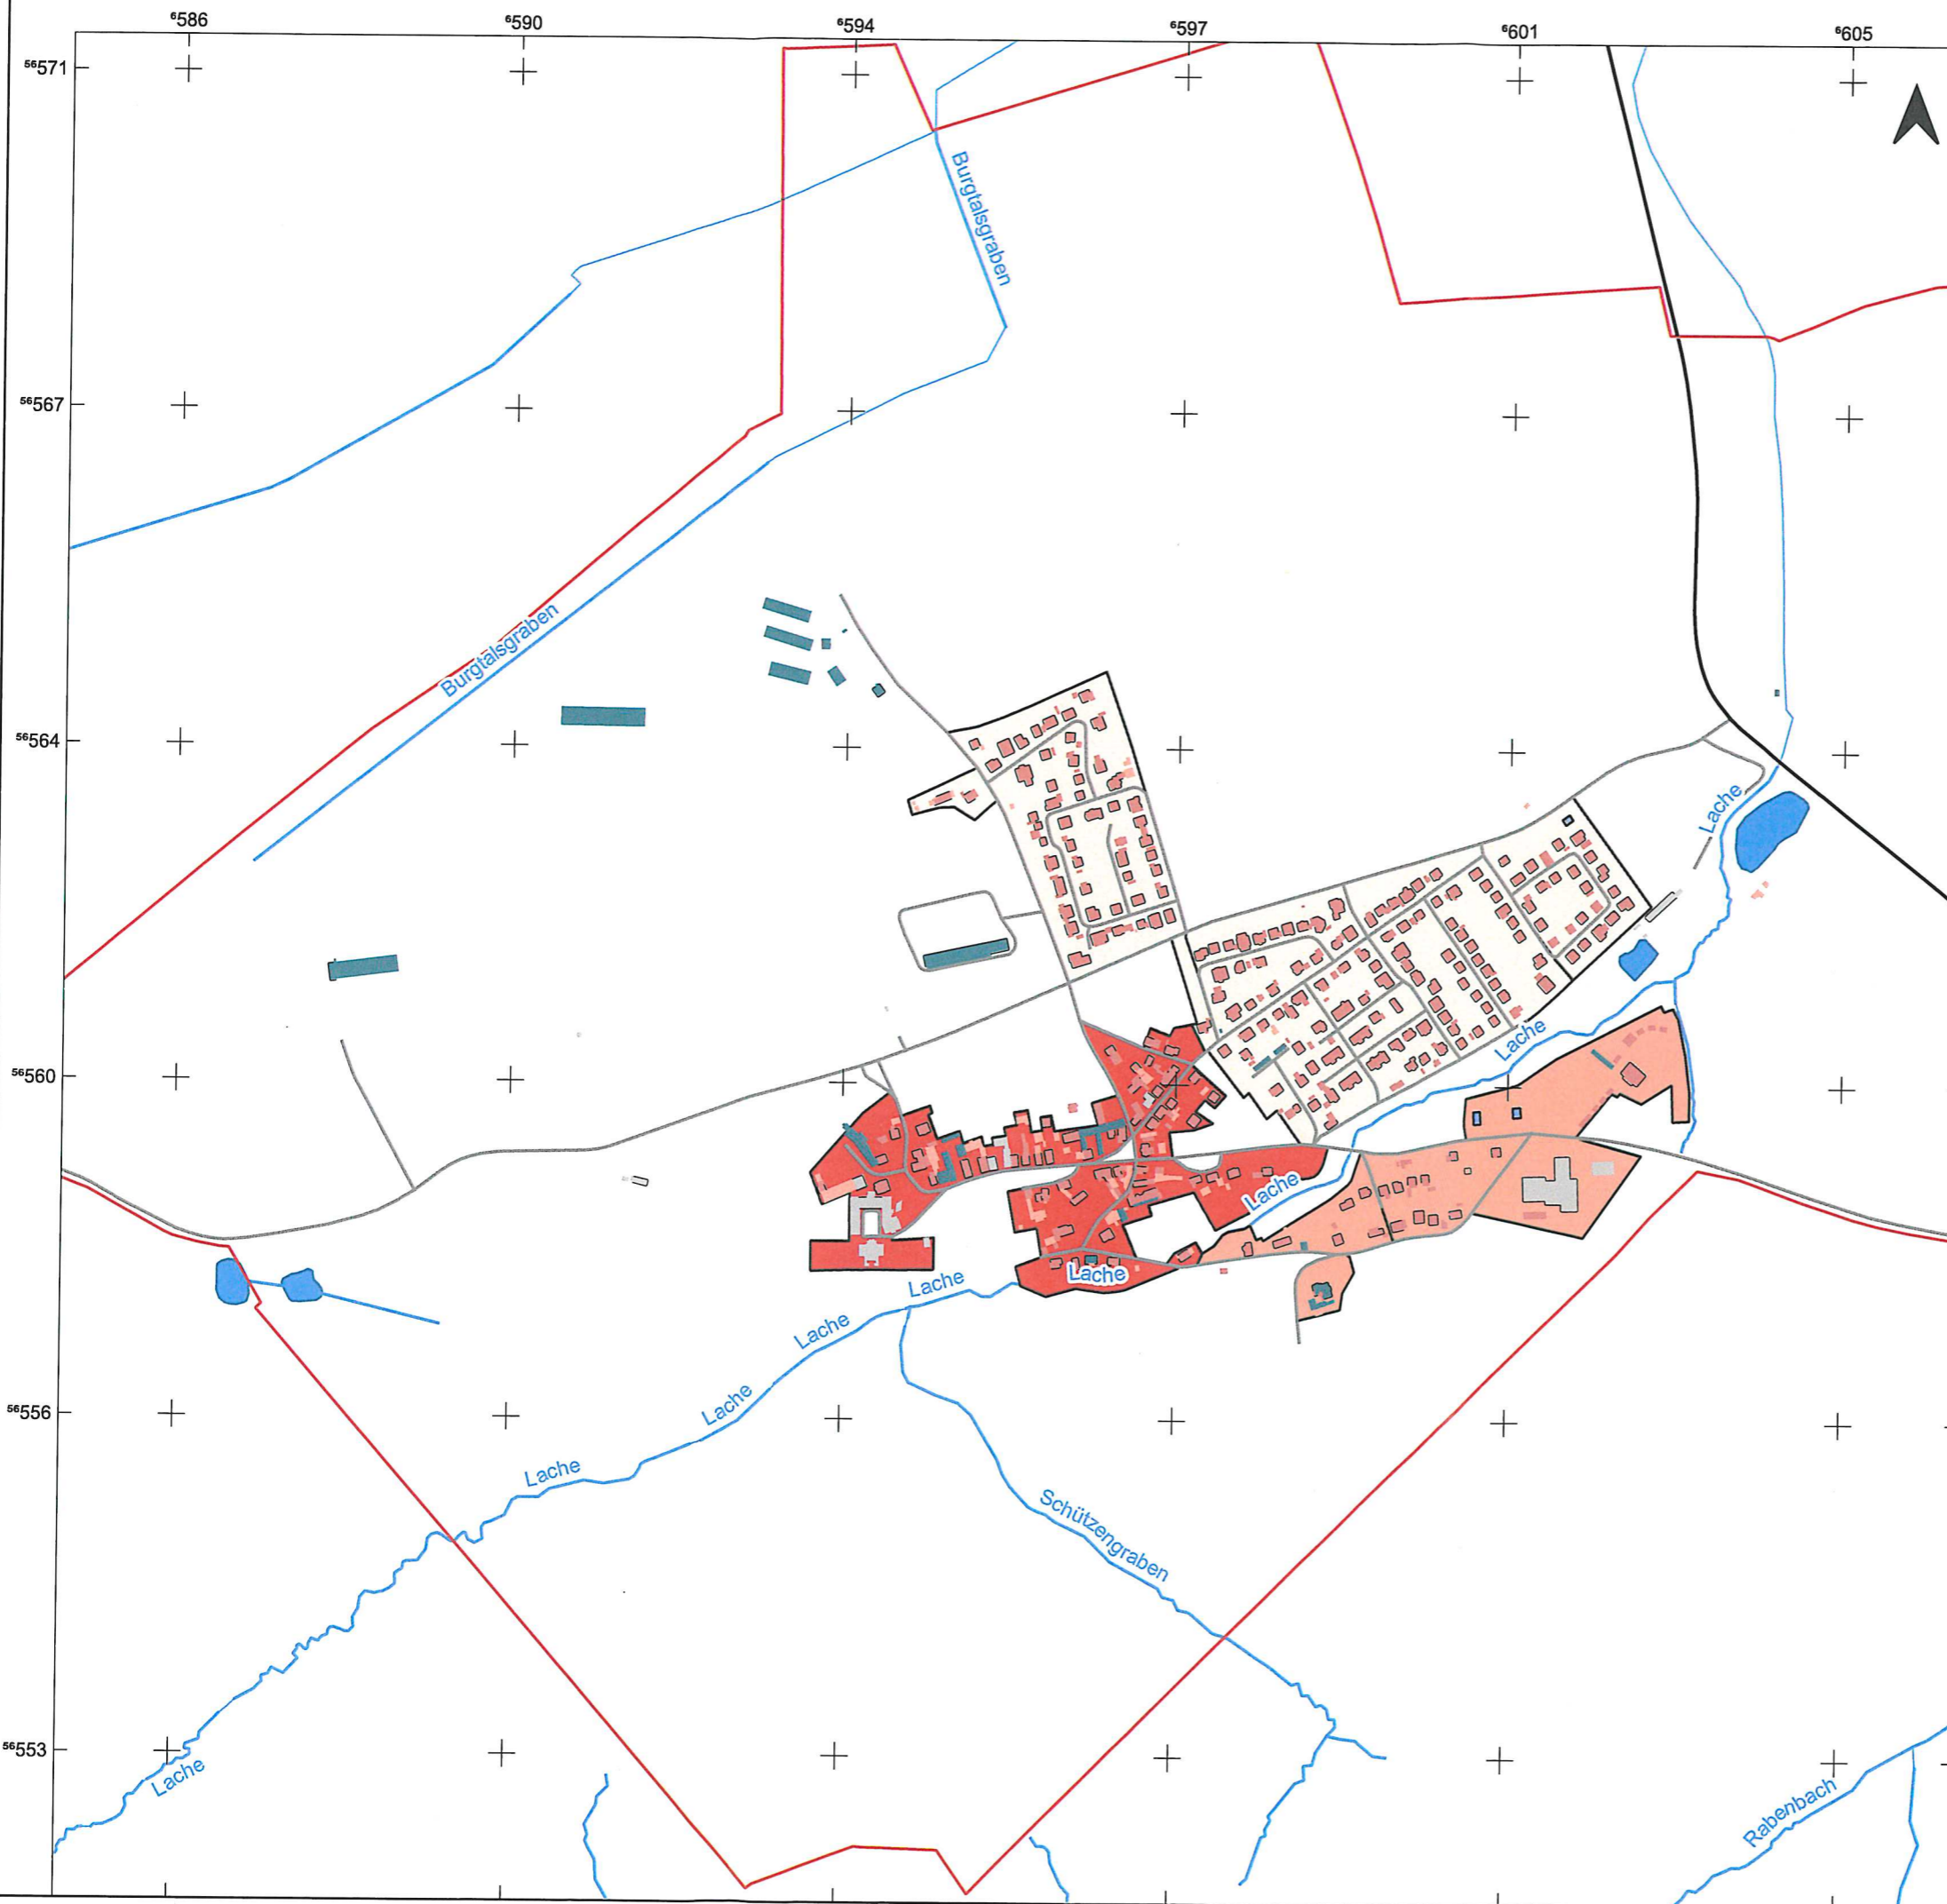 ⁶586 ⁶590 ⁶594 ⁶597 ⁶601 ⁶605
⁵⁶571
Burgtalsgraben
⁵⁶567
Burgtalsgraben
⁵⁶564
Lache
Lache
⁵⁶560
Lache
Lache
Lache
Lache
Lache
⁵⁶556
Lache
Schützengraben
⁵⁶553
Lache
Rabenbach